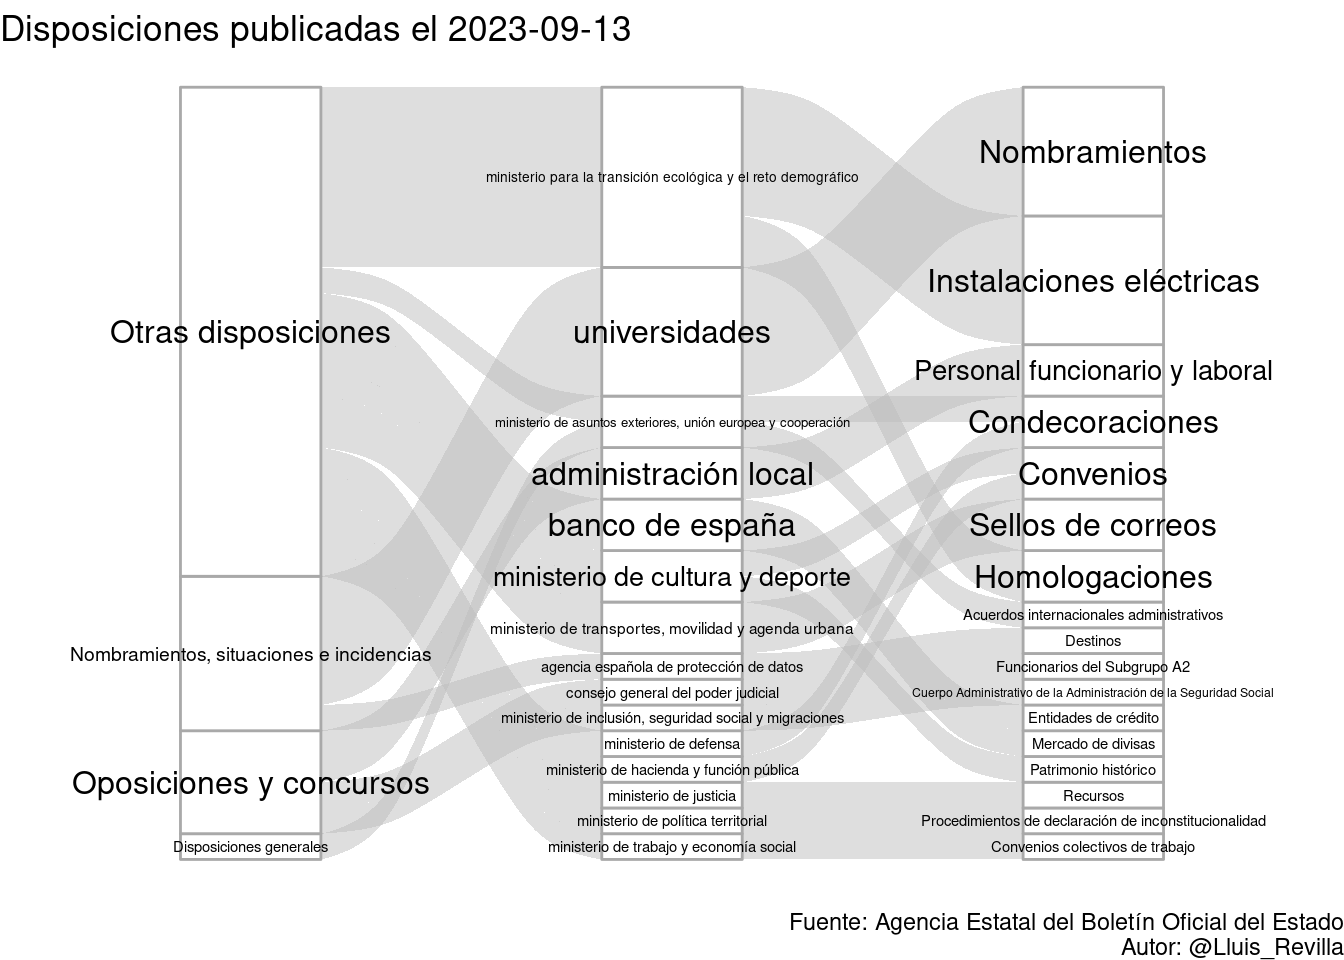 Disposiciones publicadas el 2023-09-13
Otras disposiciones
Nombramientos, situaciones e incidencias
Oposiciones y concursos
Disposiciones generales
ministerio para la transición ecológica y el reto demográfico
universidades
ministerio de asuntos exteriores, unión europea y cooperación
administración local
banco de españa
ministerio de cultura y deporte
ministerio de transportes, movilidad y agenda urbana
agencia española de protección de datos
consejo general del poder judicial
ministerio de inclusión, seguridad social y migraciones
ministerio de defensa
ministerio de hacienda y función pública
ministerio de justicia
ministerio de política territorial
ministerio de trabajo y economía social
Nombramientos
Instalaciones eléctricas
Personal funcionario y laboral
Condecoraciones
Convenios
Sellos de correos
Homologaciones
Acuerdos internacionales administrativos
Destinos
Funcionarios del Subgrupo A2
Cuerpo Administrativo de la Administración de la Seguridad Social
Entidades de crédito
Mercado de divisas
Patrimonio histórico
Recursos
Procedimientos de declaración de inconstitucionalidad
Convenios colectivos de trabajo
Fuente: Agencia Estatal del Boletín Oficial del Estado
Autor: @Lluis_Revilla